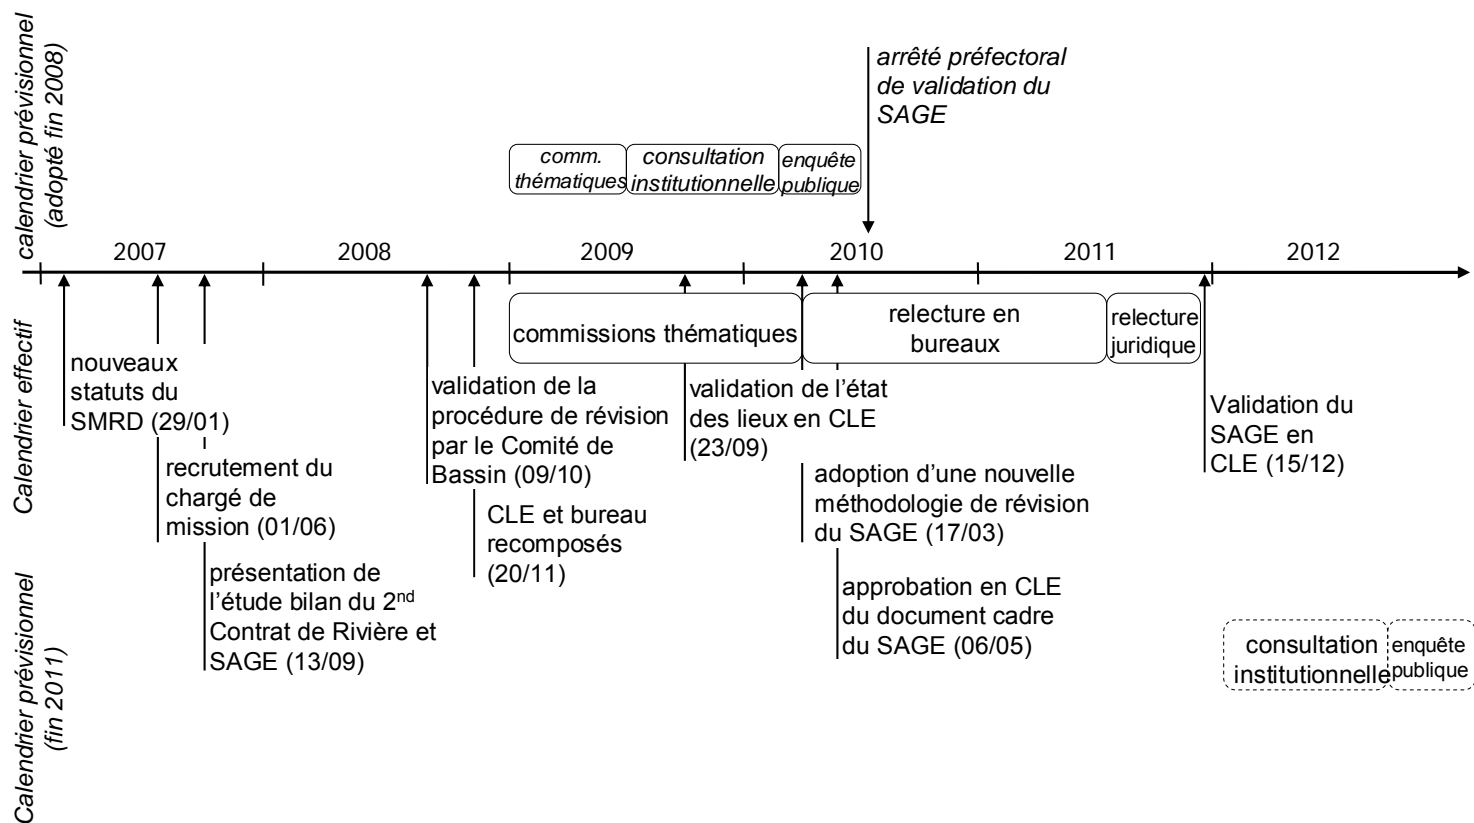 calendrier prévisionnel
(adopté fin 2008)
arrêté préfectoral
de validation du
SAGE
comm.
thématiques
consultation
institutionnelle
enquête
publique
2007
2008
2009
2010
2011
2012
Calendrier effectif
commissions thématiques
relecture en
bureaux
relecture
juridique
nouveaux
statuts du
SMRD (29/01)
recrutement du
chargé de
mission (01/06)
présentation de
l’étude bilan du 2nd
Contrat de Rivière et
SAGE (13/09)
validation de la
procédure de révision
par le Comité de
Bassin (09/10)
CLE et bureau
recomposés
(20/11)
validation de l’état
des lieux en CLE
(23/09)
adoption d’une nouvelle
méthodologie de révision
du SAGE (17/03)
approbation en CLE
du document cadre
du SAGE (06/05)
Validation du
SAGE en
CLE (15/12)
Calendrier prévisionnel
(fin 2011)
consultation
institutionnelle
enquête
publique